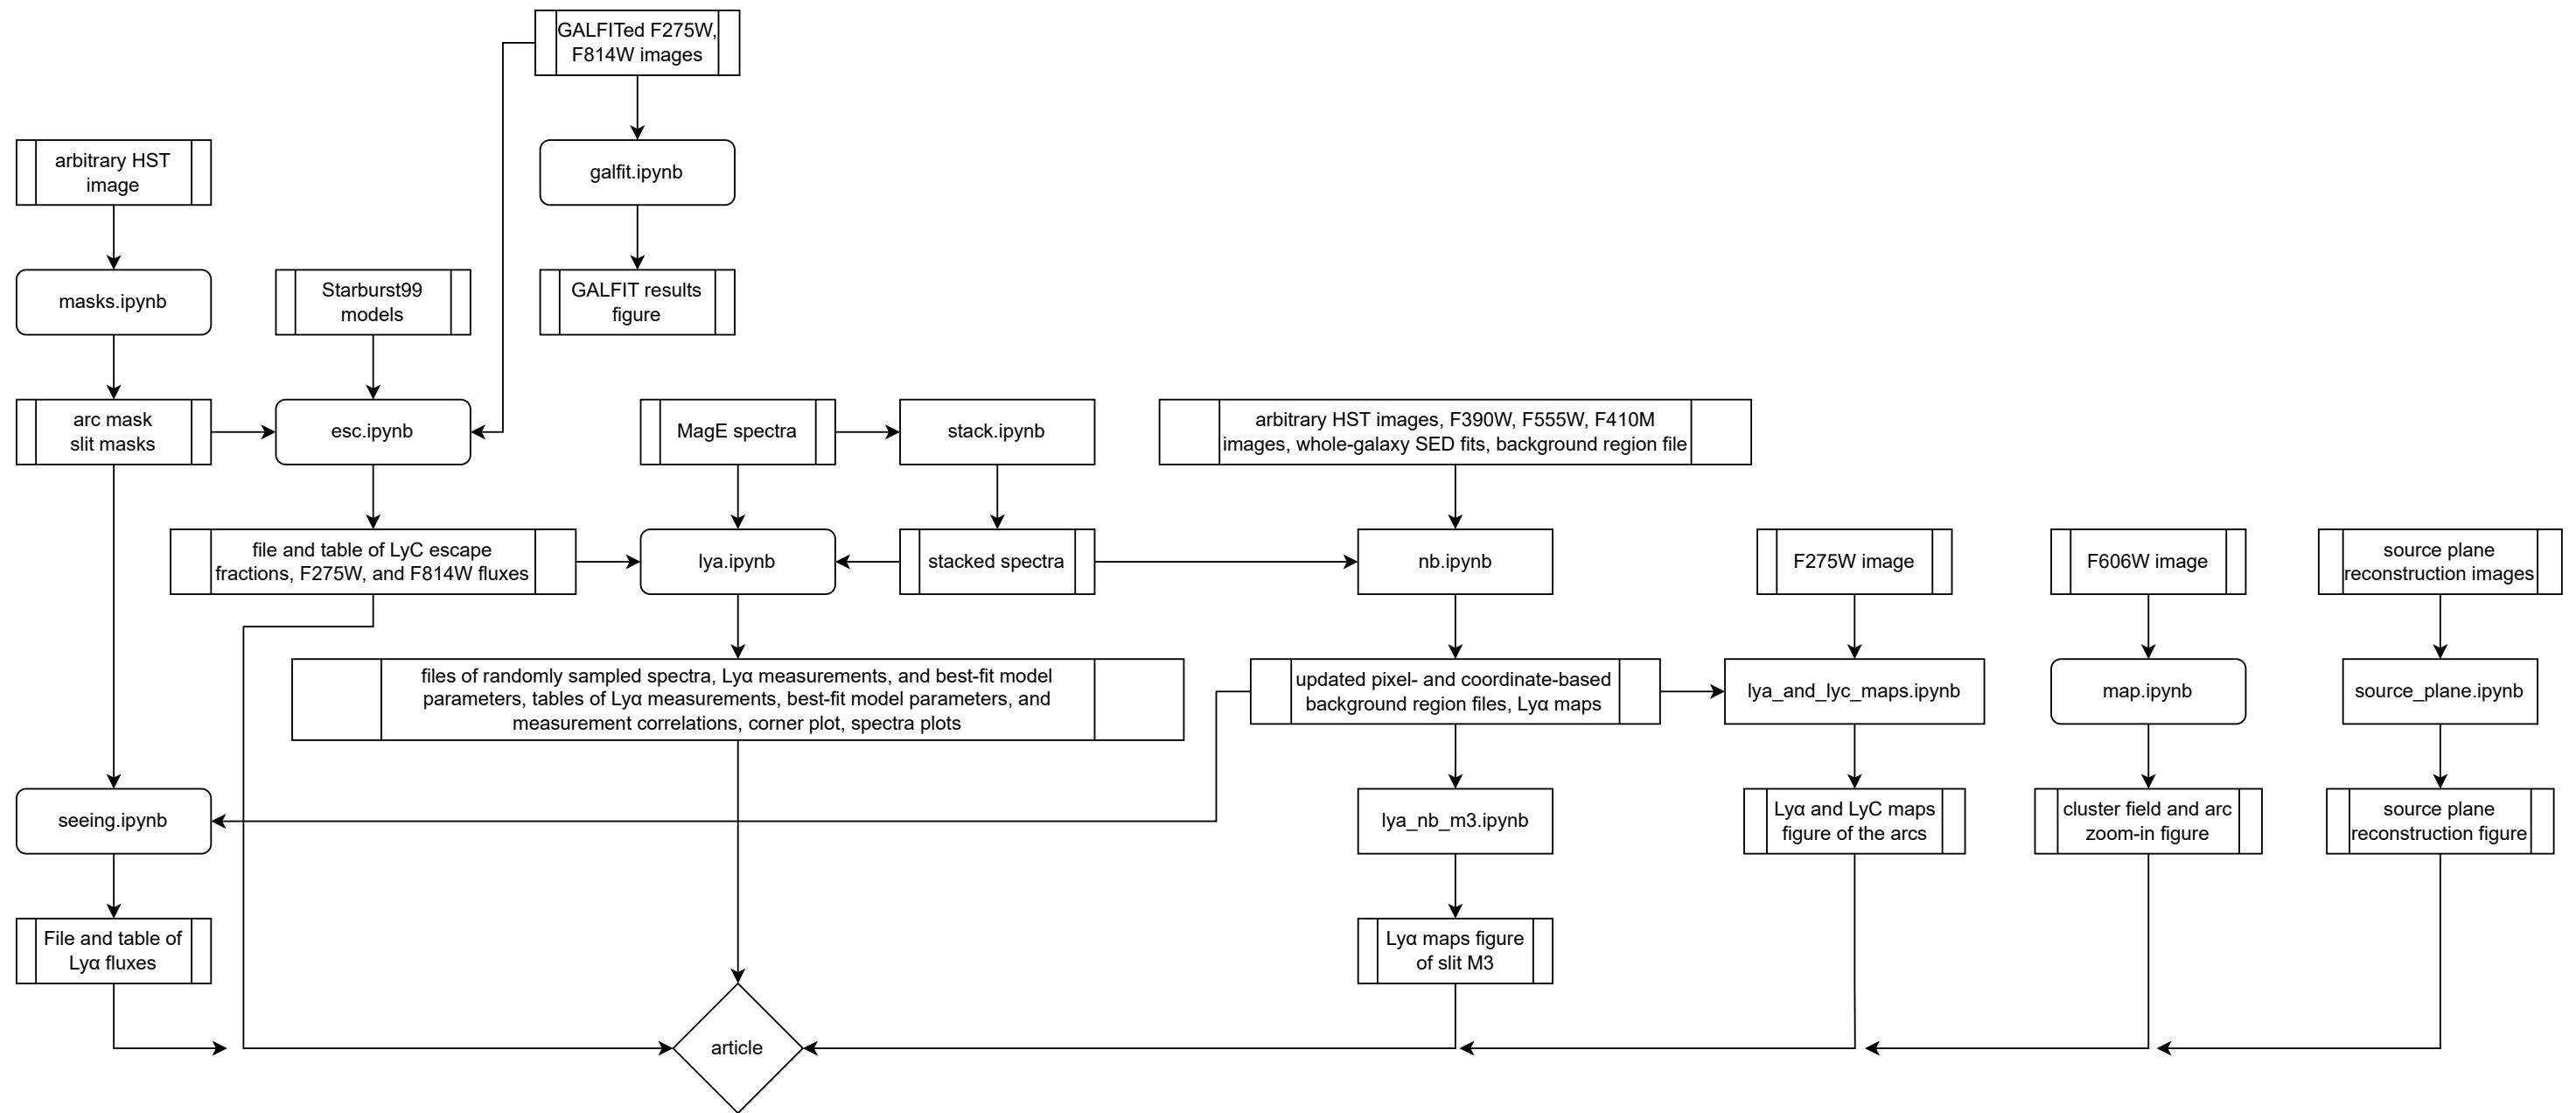 GALFITed F275W,
F814W images
arbitrary HST
image
galfit.ipynb
masks.ipynb
Starburst99
models
GALFIT results
figure
arc mask
slit masks
esc.ipynb
MagE spectra
stack.ipynb
arbitrary HST images, F390W, F555W, F410M
images, whole-galaxy SED fits, background region file
file and table of LyC escape
fractions, F275W, and F814W fluxes
lya.ipynb
stacked spectra
nb.ipynb
F275W image
F606W image
source plane
reconstruction images
files of randomly sampled spectra, Lyα measurements, and best-fit model
parameters, tables of Lyα measurements, best-fit model parameters, and
measurement correlations, corner plot, spectra plots
updated pixel- and coordinate-based
background region files, Lyα maps
lya_and_lyc_maps.ipynb
map.ipynb
source_plane.ipynb
seeing.ipynb
lya_nb_m3.ipynb
Lyα and LyC maps
figure of the arcs
cluster field and arc
zoom-in figure
source plane
reconstruction figure
File and table of
Lyα fluxes
Lyα maps figure
of slit M3
article